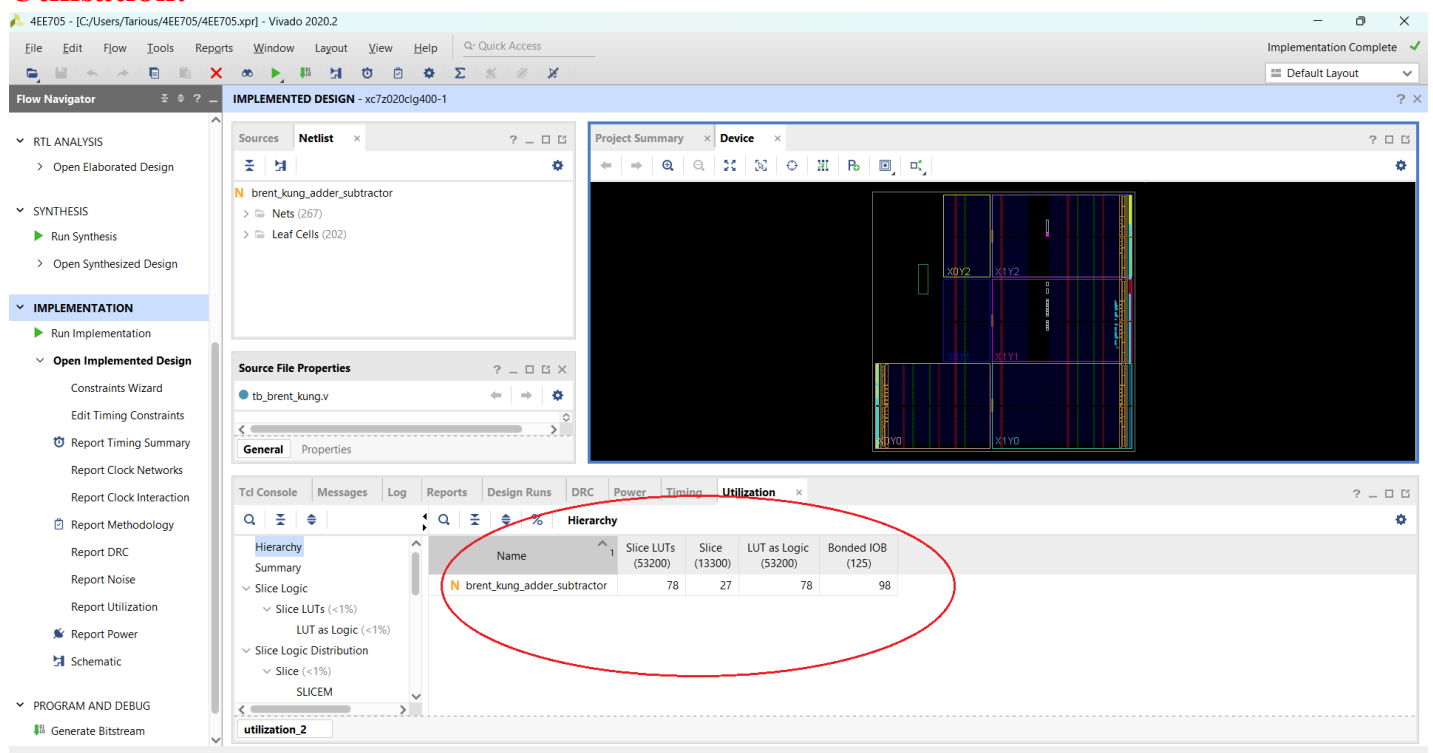 4EE705 - [C:/Users/Tarious/4EE705/4EE705.xpr] - Vivado 2020.2
File Edit Flow Tools Reports Window Layout View Help Q- Quick Access
Implementation Complete
Default Layout
Flow Navigator
IMPLEMENTED DESIGN - xc7z020clg400-1
RTL ANALYSIS
Open Elaborated Design
SYNTHESIS
Run Synthesis
Open Synthesized Design
IMPLEMENTATION
Run Implementation
Open Implemented Design
Constraints Wizard
Edit Timing Constraints
Report Timing Summary
Report Clock Networks
Report Clock Interaction
Report Methodology
Report DRC
Report Noise
Report Utilization
Report Power
Schematic
PROGRAM AND DEBUG
Generate Bitstream
Sources Netlist
N brent_kung_adder_subtractor
Nets (267)
Leaf Cells (202)
Source File Properties
tb_brent_kung.v
General Properties
Project Summary Device
X0Y2 X1Y2
X0Y1 X1Y1
X0Y0 X1Y0
Tcl Console Messages Log Reports Design Runs DRC Power Timing Utilization
Hierarchy
Hierarchy
Summary
Slice Logic
Slice LUTs (<1%)
LUT as Logic (<1%)
Slice Logic Distribution
Slice (<1%)
SLICEM
Name 1 Slice LUTs (53200) Slice (13300) LUT as Logic (53200) Bonded IOB (125)
N brent_kung_adder_subtractor 78 27 78 98
utilization_2